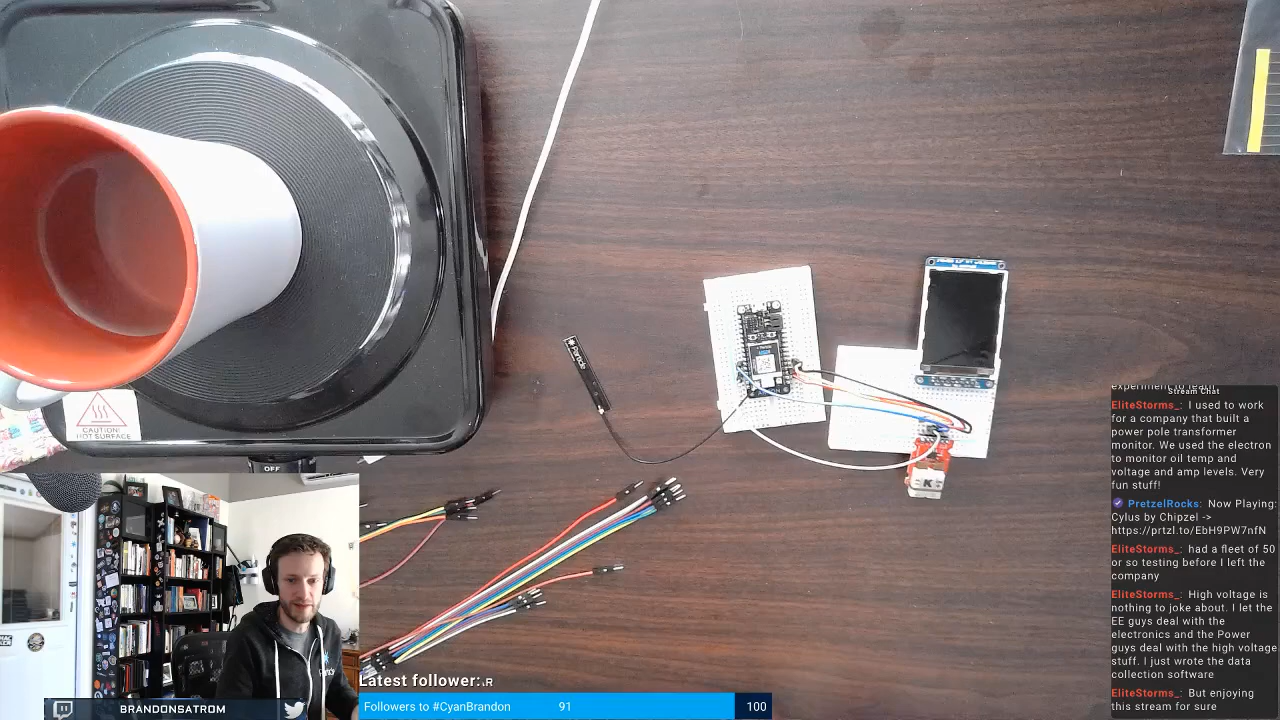 Particle
K
CAUTION!
HOT SURFACE
OFF
experiment to learn
Stream Chat
EliteStorms_: I used to work
for a company that built a
power pole transformer
monitor. We used the electron
to monitor oil temp and
voltage and amp levels. Very
fun stuff!
PretzelRocks: Now Playing:
Cylus by Chipzel ->
https://prtzl.to/EbH9PW7nfN
EliteStorms_: had a fleet of 50
or so testing before I left the
company
EliteStorms_: High voltage is
nothing to joke about. I let the
EE guys deal with the
electronics and the Power
guys deal with the high voltage
stuff. I just wrote the data
collection software
EliteStorms_: But enjoying
this stream for sure
Latest follower:.R
BRANDONSATROM
Followers to #CyanBrandon 91 100